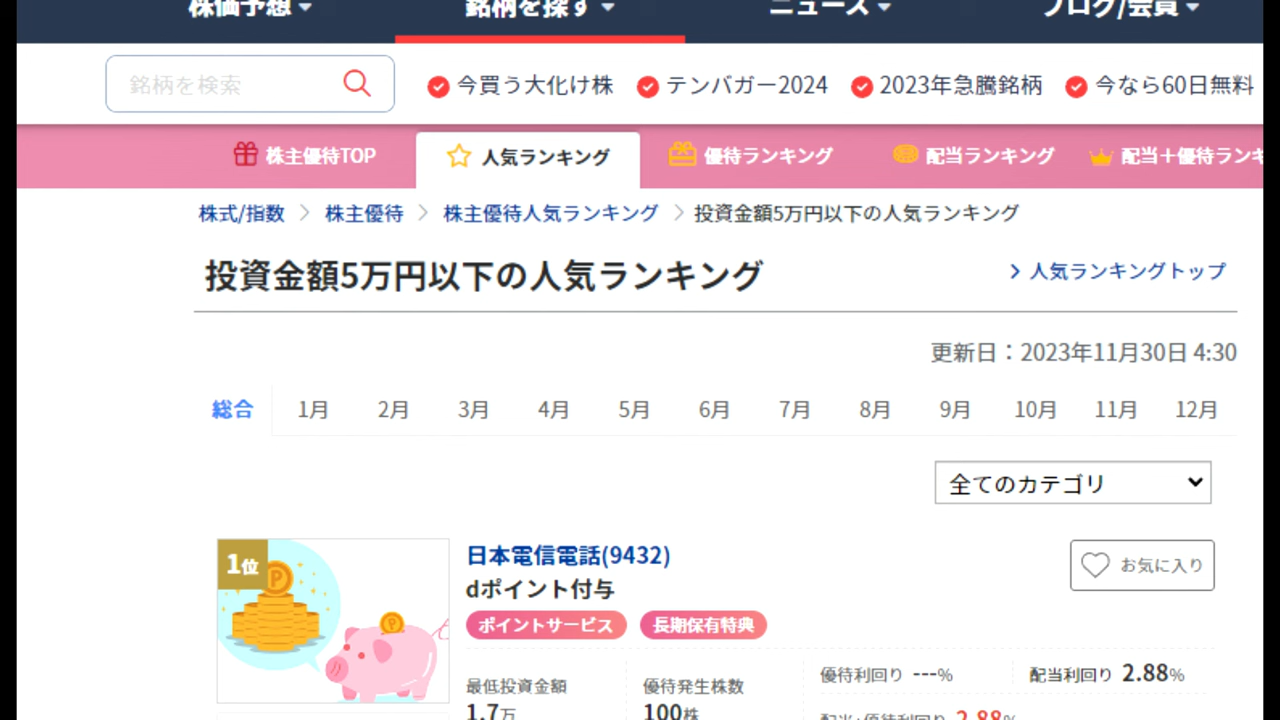 株価予想 銘柄を探す ニュース ブログ/会員
銘柄を検索 今買う大化け株 テンバガー2024 2023年急騰銘柄 今なら60日無料
株主優待TOP 人気ランキング 優待ランキング 配当ランキング 配当+優待ランキ
株式/指数 > 株主優待 > 株主優待人気ランキング > 投資金額5万円以下の人気ランキング
投資金額5万円以下の人気ランキング
> 人気ランキングトップ
更新日：2023年11月30日 4:30
総合 1月 2月 3月 4月 5月 6月 7月 8月 9月 10月 11月 12月
全てのカテゴリ
1位
日本電信電話(9432)
お気に入り
dポイント付与
ポイントサービス 長期保有特典
最低投資金額 優待発生株数 優待利回り ---% 配当利回り 2.88%
1.7万 100株 配当+優待利回り 2.88%